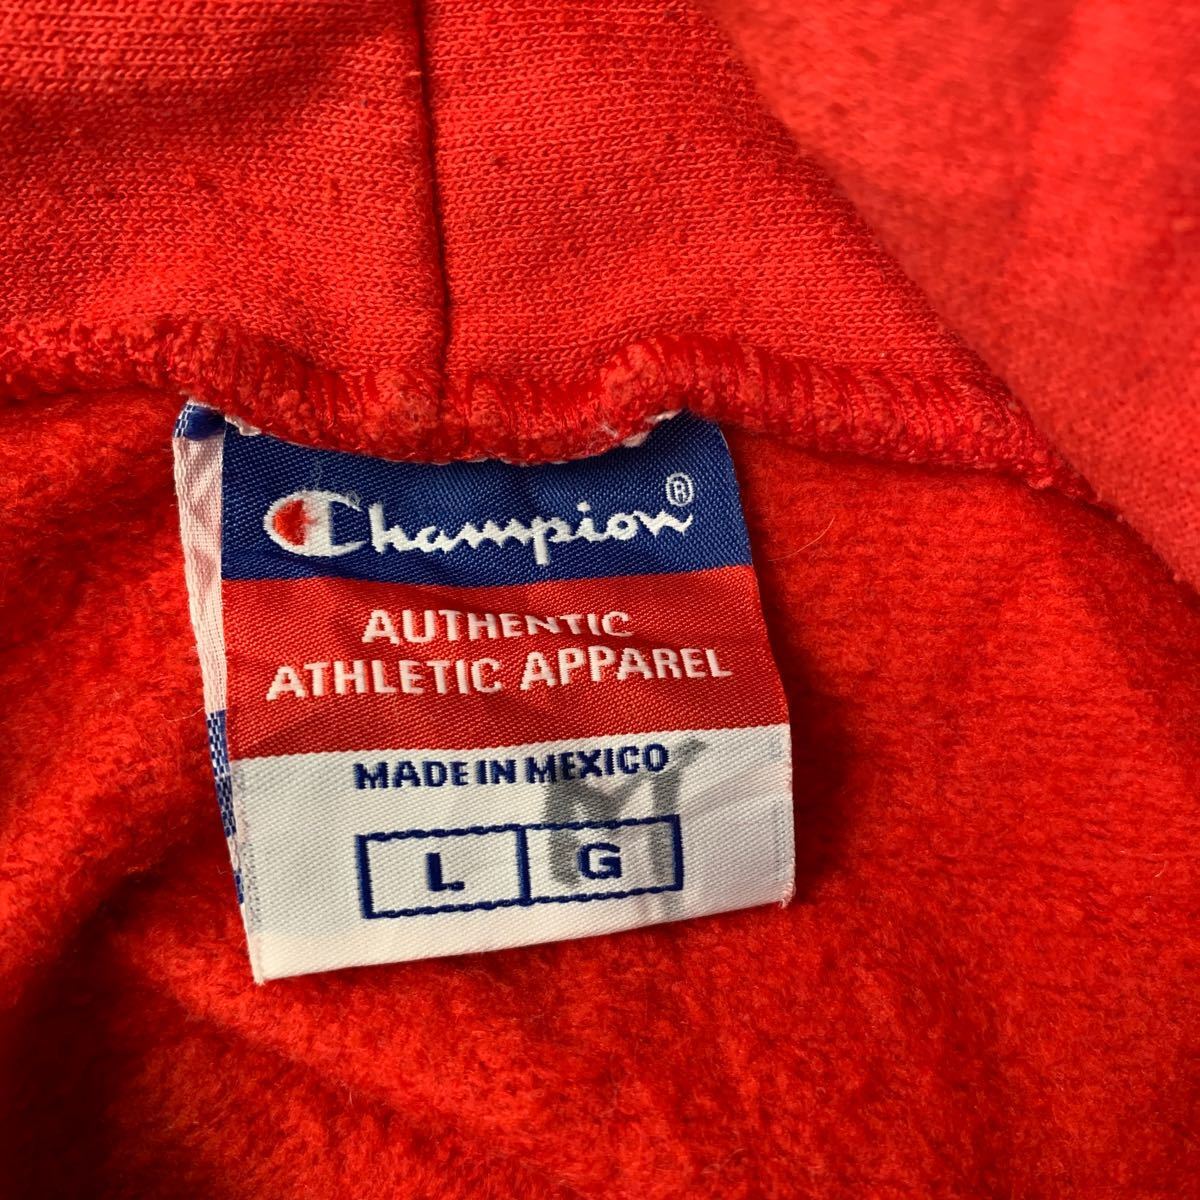 Champion®
AUTHENTIC
ATHLETIC APPAREL
MADE IN MEXICO
L G
M